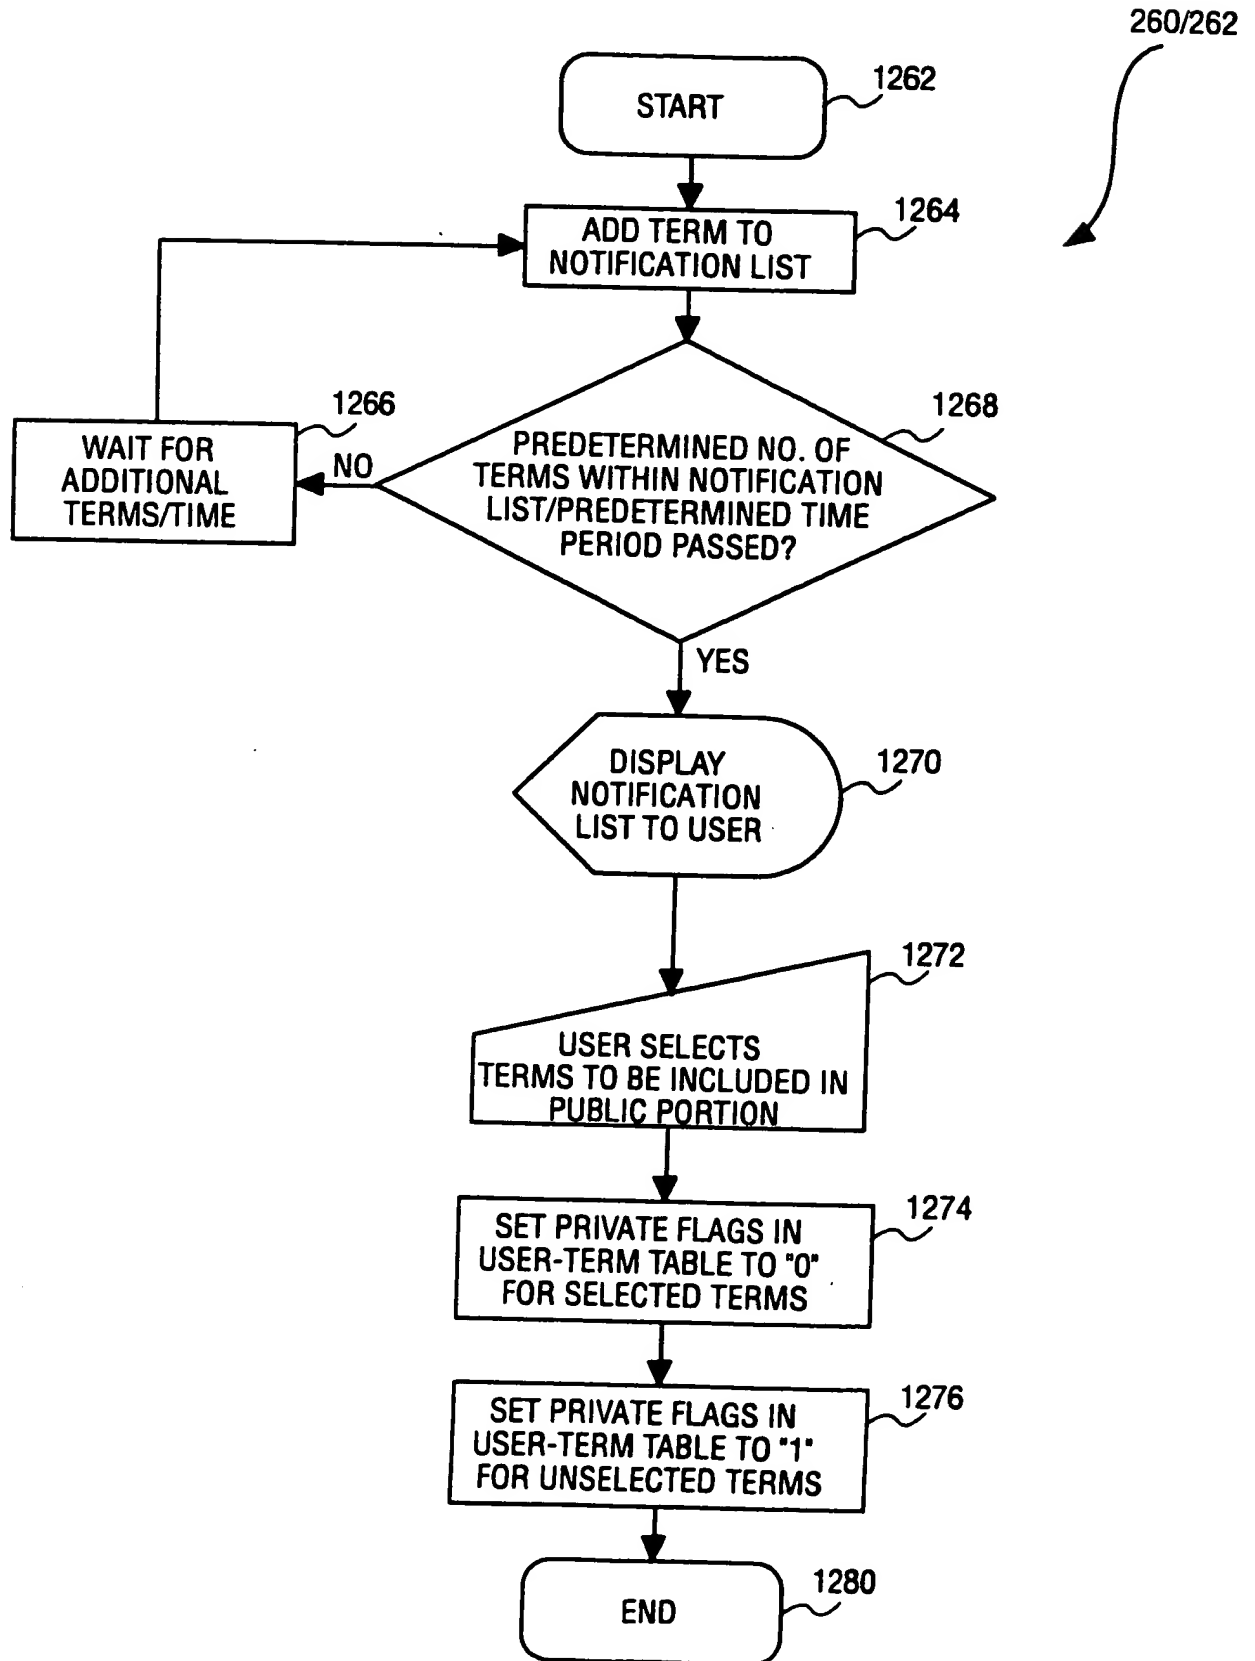 260/262
START
1262
ADD TERM TO
NOTIFICATION LIST
1264
PREDETERMINED NO. OF
TERMS WITHIN NOTIFICATION
LIST/PREDETERMINED TIME
PERIOD PASSED?
1268
NO
WAIT FOR
ADDITIONAL
TERMS/TIME
1266
YES
DISPLAY
NOTIFICATION
LIST TO USER
1270
USER SELECTS
TERMS TO BE INCLUDED IN
PUBLIC PORTION
1272
SET PRIVATE FLAGS IN
USER-TERM TABLE TO "0"
FOR SELECTED TERMS
1274
SET PRIVATE FLAGS IN
USER-TERM TABLE TO "1"
FOR UNSELECTED TERMS
1276
END
1280